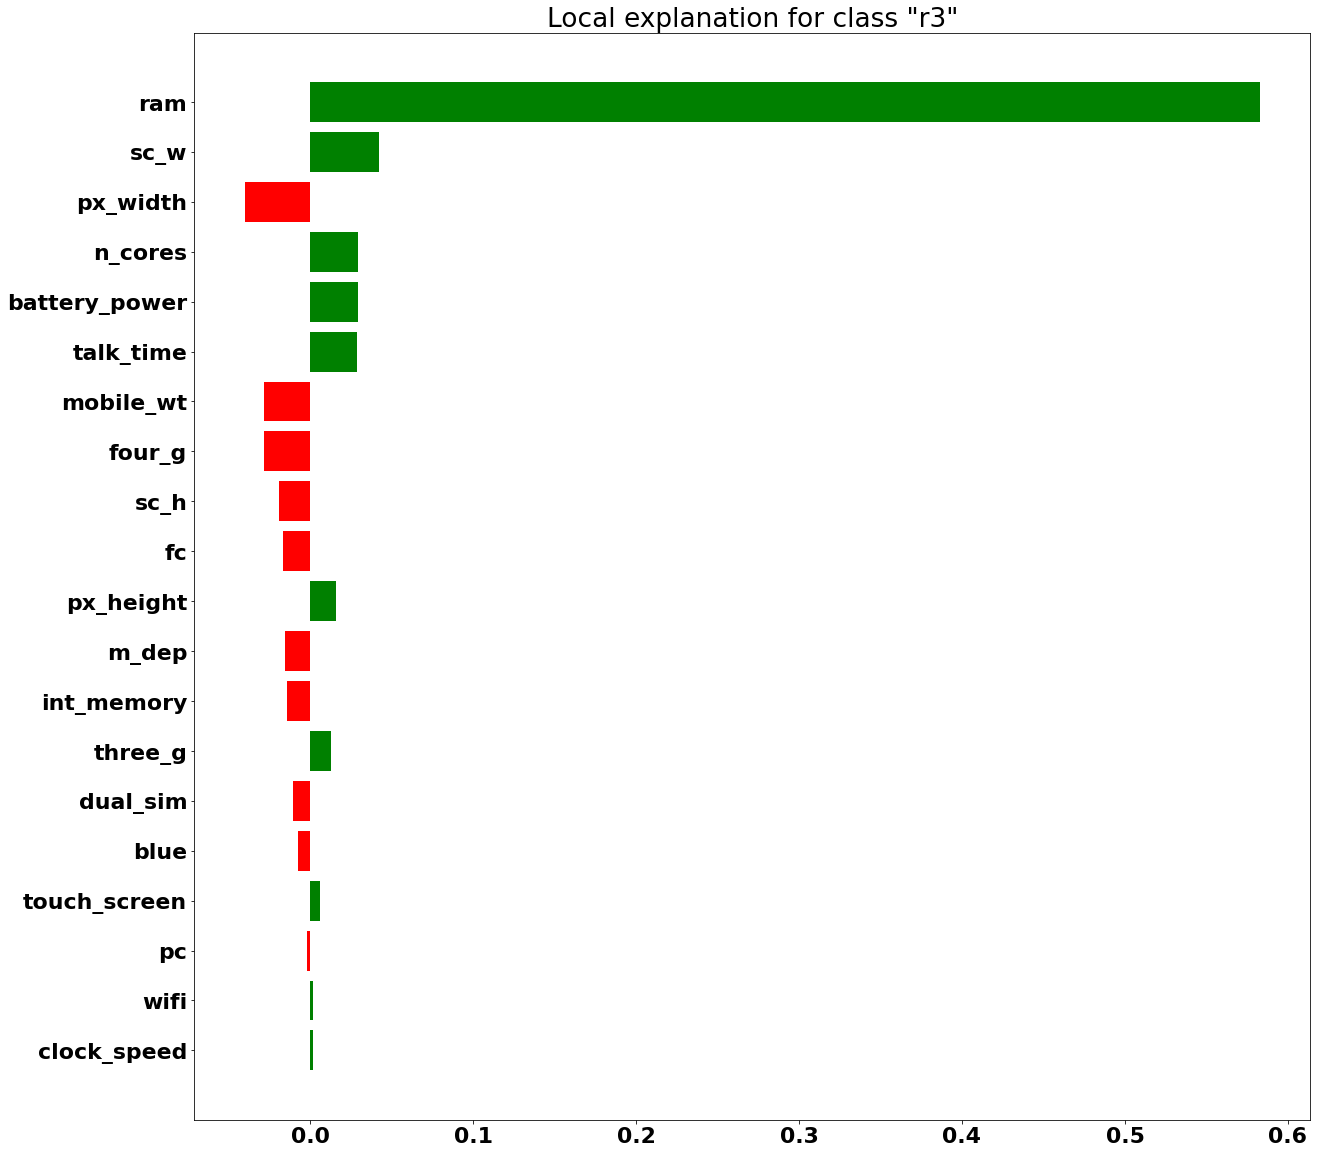 Local explanation for class "r3"
ram
sc_w
px_width
n_cores
battery_power
talk_time
mobile_wt
four_g
sc_h
fc
px_height
m_dep
int_memory
three_g
dual_sim
blue
touch_screen
pc
wifi
clock_speed
0.0 0.1 0.2 0.3 0.4 0.5 0.6